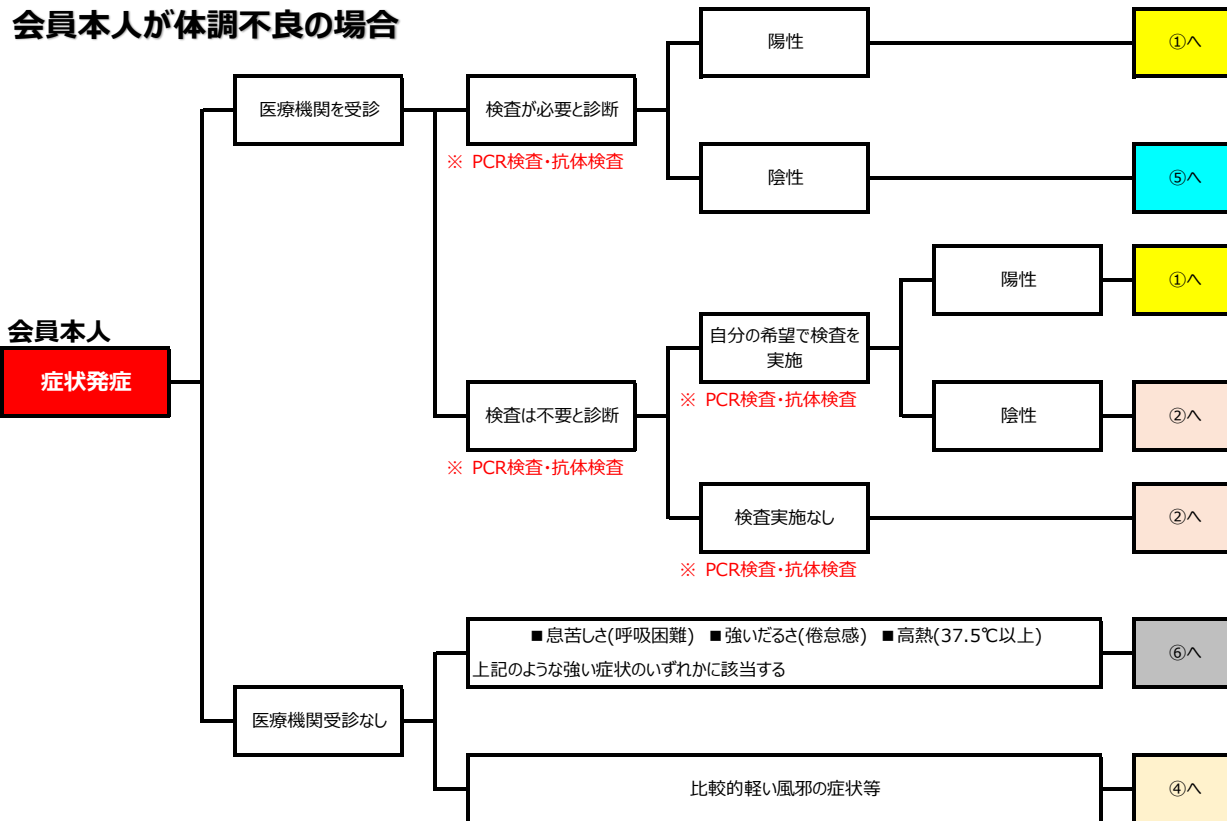 会員本人が体調不良の場合
陽性
①へ
医療機関を受診
検査が必要と診断
※ PCR検査・抗体検査
陰性
⑤へ
陽性
①へ
会員本人
症状発症
自分の希望で検査を
実施
※ PCR検査・抗体検査
検査は不要と診断
※ PCR検査・抗体検査
陰性
②へ
検査実施なし
②へ
※ PCR検査・抗体検査
■息苦しさ(呼吸困難) ■強いだるさ(倦怠感) ■高熱(37.5℃以上)
上記のような強い症状のいずれかに該当する
⑥へ
医療機関受診なし
比較的軽い風邪の症状等
④へ